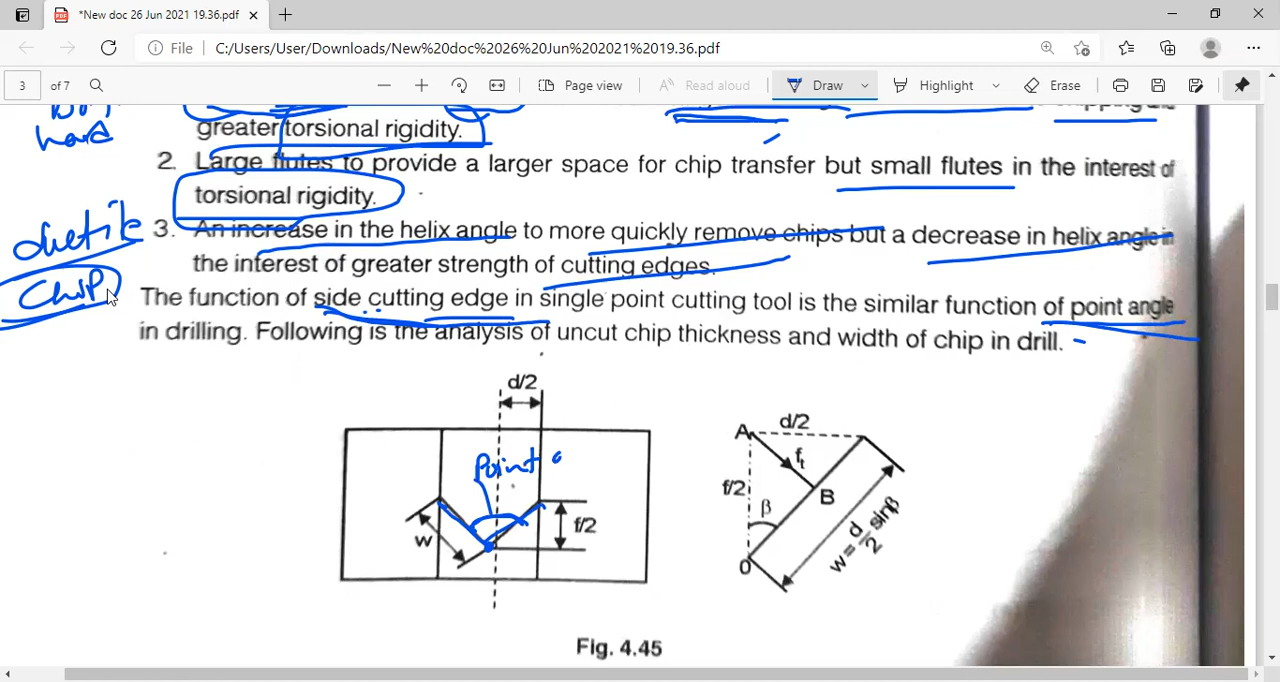 *New doc 26 Jun 2021 19.36.pdf
File C:/Users/User/Downloads/New%20doc%2026%20Jun%202021%2019.36.pdf
3 of 7 Page view Read aloud Draw Highlight Erase
hard
greater torsional rigidity.
2. Large flutes to provide a larger space for chip transfer but small flutes in the interest of
torsional rigidity.
ductile
3. An increase in the helix angle to more quickly remove chips but a decrease in helix angle in
the interest of greater strength of cutting edges.
chip
The function of side cutting edge in single point cutting tool is the similar function of point angle
in drilling. Following is the analysis of uncut chip thickness and width of chip in drill.
d/2
Point
w
f/2
A
d/2
f/2
ft
β
B
O
w = d/2 sinβ
Fig. 4.45